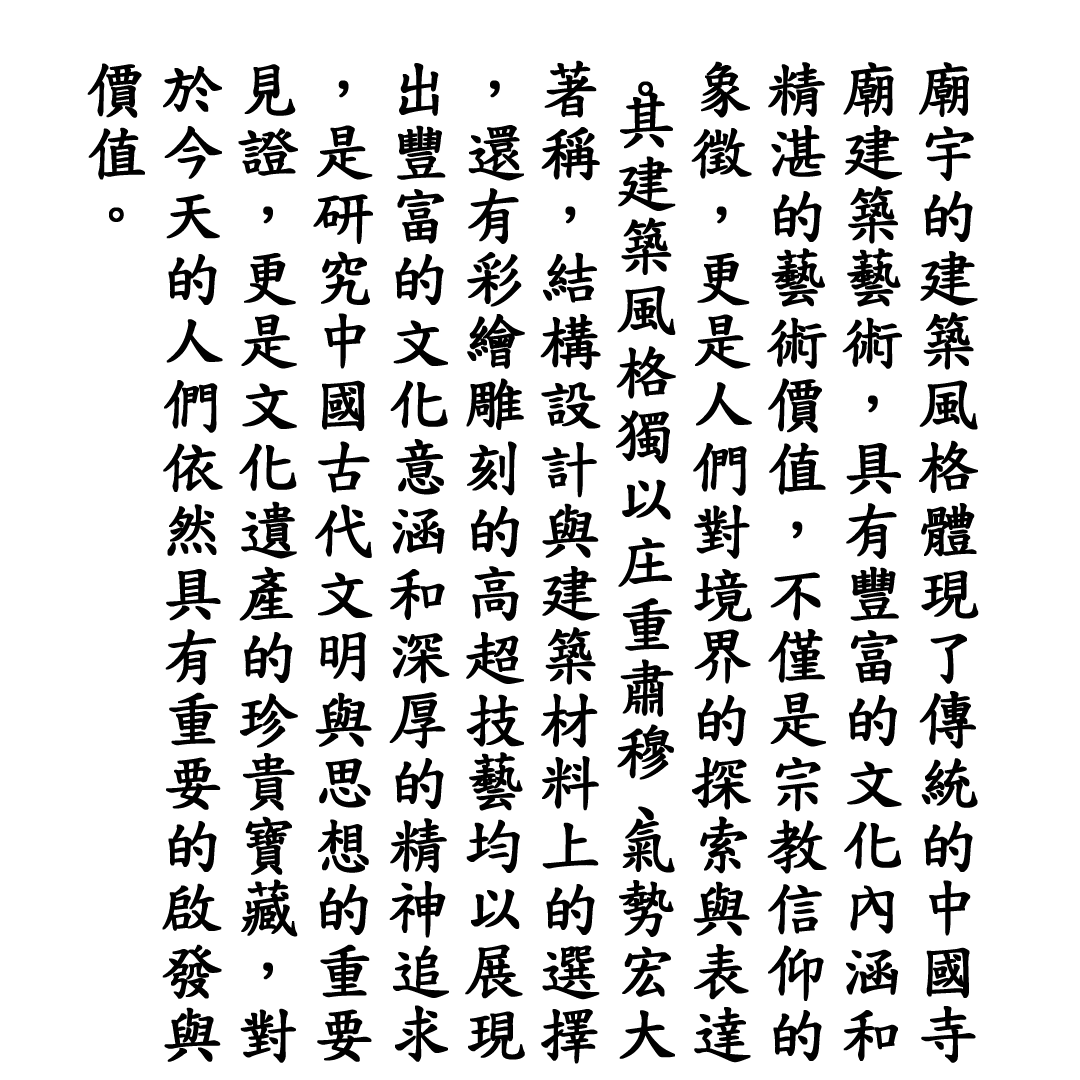 廟宇的建築風格體現了傳統的中國寺
廟建築藝術，具有豐富的文化內涵和
精湛的藝術價值，不僅是宗教信仰的
象徵，更是人們對境界的探索與表達
。其建築風格獨以庄重肅穆、氣勢宏大
著稱，結構設計與建築材料上的選擇
，還有彩繪雕刻的高超技藝均以展現
出豐富的文化意涵和深厚的精神追求
，是研究中國古代文明與思想的重要
見證，更是文化遺產的珍貴寶藏，對
於今天的人們依然具有重要的啟發與
價值。